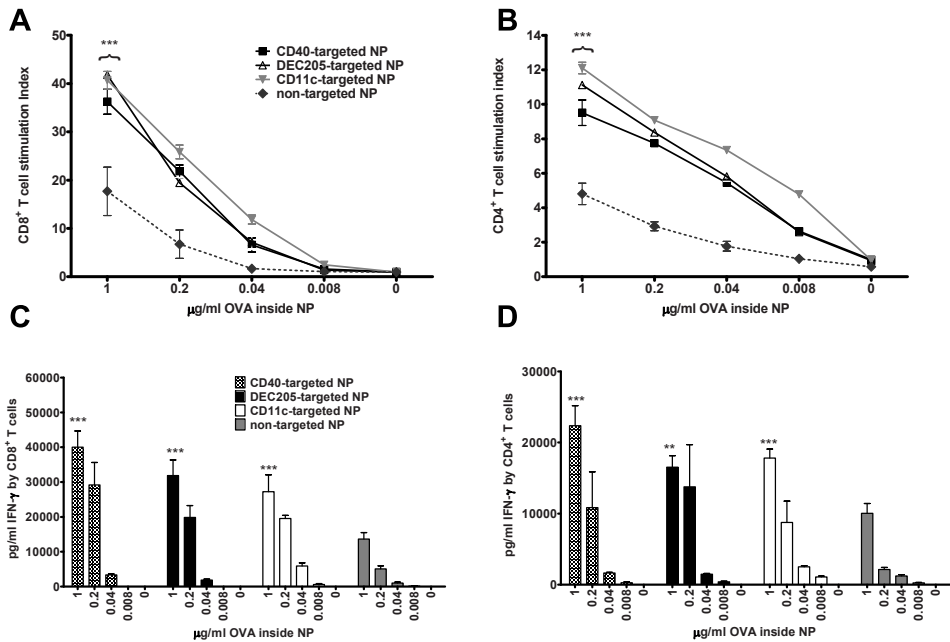 A
50
40
30
20
10
0
CD8⁺ T cell stimulation Index
***
CD40-targeted NP
DEC205-targeted NP
CD11c-targeted NP
non-targeted NP
1 0.2 0.04 0.008 0
μg/ml OVA inside NP
B
14
12
10
8
6
4
2
0
CD4⁺ T cell stimulation index
***
1 0.2 0.04 0.008 0
μg/ml OVA inside NP
C
60000
50000
40000
30000
20000
10000
0
pg/ml IFN-γ by CD8⁺ T cells
CD40-targeted NP
DEC205-targeted NP
CD11c-targeted NP
non-targeted NP
*** *** ***
1 0.2 0.04 0.008 0 1 0.2 0.04 0.008 0 1 0.2 0.04 0.008 0 1 0.2 0.04 0.008 0
μg/ml OVA inside NP
D
30000
20000
10000
0
pg/ml IFN-γ by CD4⁺ T cells
*** ** ***
1 0.2 0.04 0.008 0 1 0.2 0.04 0.008 0 1 0.2 0.04 0.008 0 1 0.2 0.04 0.008 0
μg/ml OVA inside NP